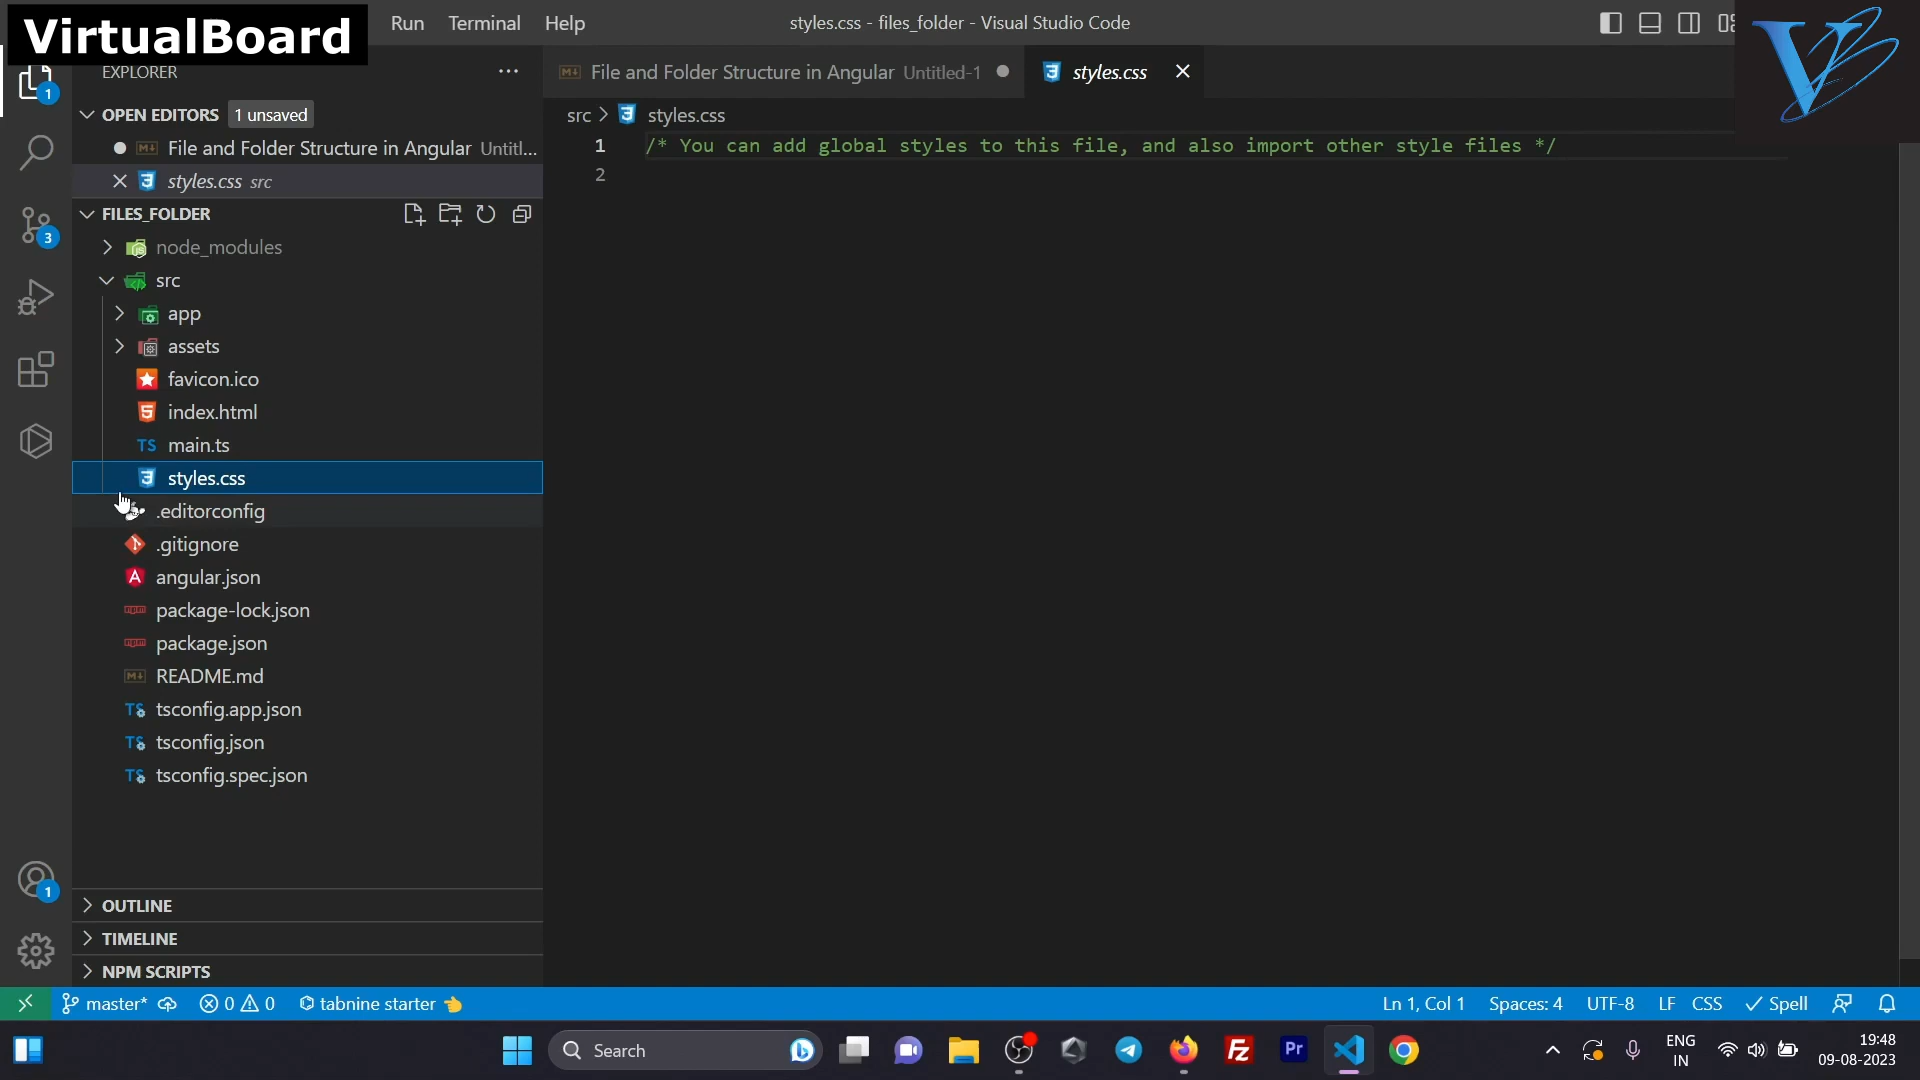 VirtualBoard
Run Terminal Help
styles.css - files_folder - Visual Studio Code
EXPLORER
File and Folder Structure in Angular Untitled-1
styles.css
OPEN EDITORS 1 unsaved
File and Folder Structure in Angular Untitl...
styles.css src
src > styles.css
1 /* You can add global styles to this file, and also import other style files */
2
FILES_FOLDER
node_modules
src
app
assets
favicon.ico
index.html
TS main.ts
styles.css
.editorconfig
.gitignore
angular.json
package-lock.json
package.json
README.md
tsconfig.app.json
tsconfig.json
tsconfig.spec.json
OUTLINE
TIMELINE
NPM SCRIPTS
1
3
1
master* 0 0 tabnine starter
Ln 1, Col 1 Spaces: 4 UTF-8 LF CSS Spell
Search
Fz
Pr
ENG
IN
19:48
09-08-2023